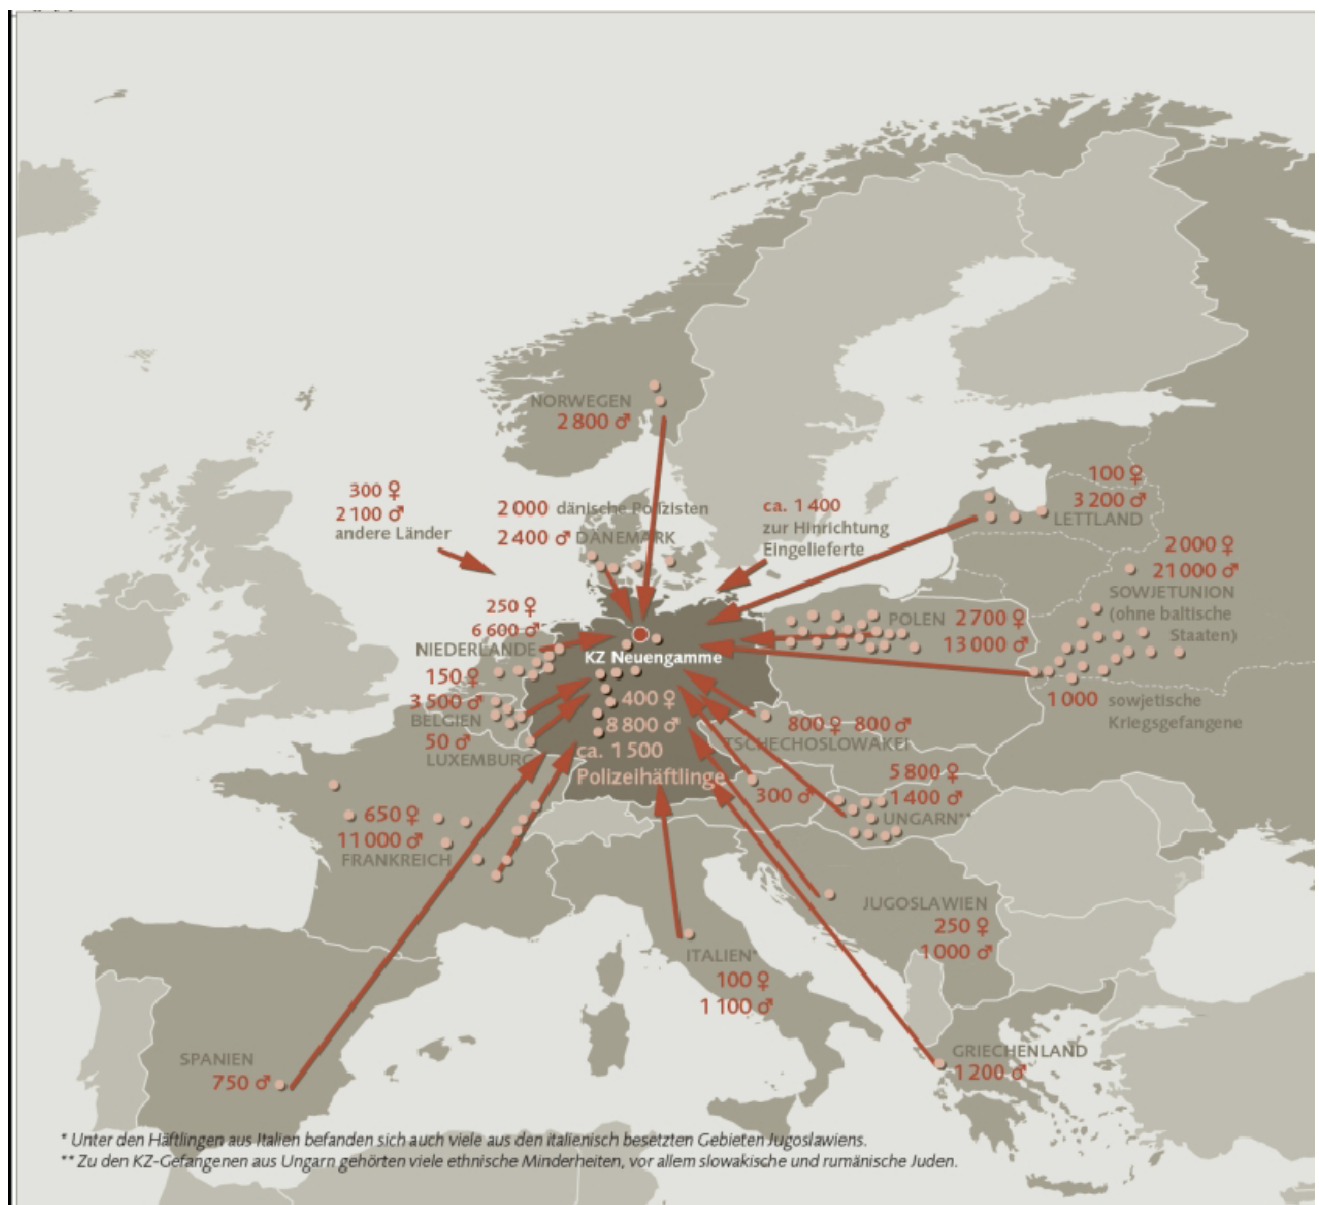 NORWEGEN
2800 ♂
300 ♀
2100 ♂
andere Länder
2000 dänische Polizisten
2400 ♂ DÄNEMARK
ca. 1400
zur Hinrichtung
Eingelieferte
100 ♀
3200 ♂
LETTLAND
2000 ♀
21000 ♂
SOWJETUNION
(ohne baltische
Staaten)
250 ♀
6600 ♂
NIEDERLANDE
POLEN 2700 ♀
13000 ♂
KZ Neuengamme
150 ♀
3500 ♂
BELGIEN
50 ♂
LUXEMBURG
400 ♀
8800 ♂
ca. 1500
Polizeihäftlinge
1000 sowjetische
Kriegsgefangene
800 ♀ 800 ♂
TSCHECHOSLOWAKEI
300 ♂
5800 ♀
1400 ♂
UNGARN**
650 ♀
11000 ♂
FRANKREICH
JUGOSLAWIEN
250 ♀
1000 ♂
ITALIEN*
100 ♀
1100 ♂
SPANIEN
750 ♂
GRIECHENLAND
1200 ♂
* Unter den Häftlingen aus Italien befanden sich auch viele aus den italienisch besetzten Gebieten Jugoslawiens.
** Zu den KZ-Gefangenen aus Ungarn gehörten viele ethnische Minderheiten, vor allem slowakische und rumänische Juden.